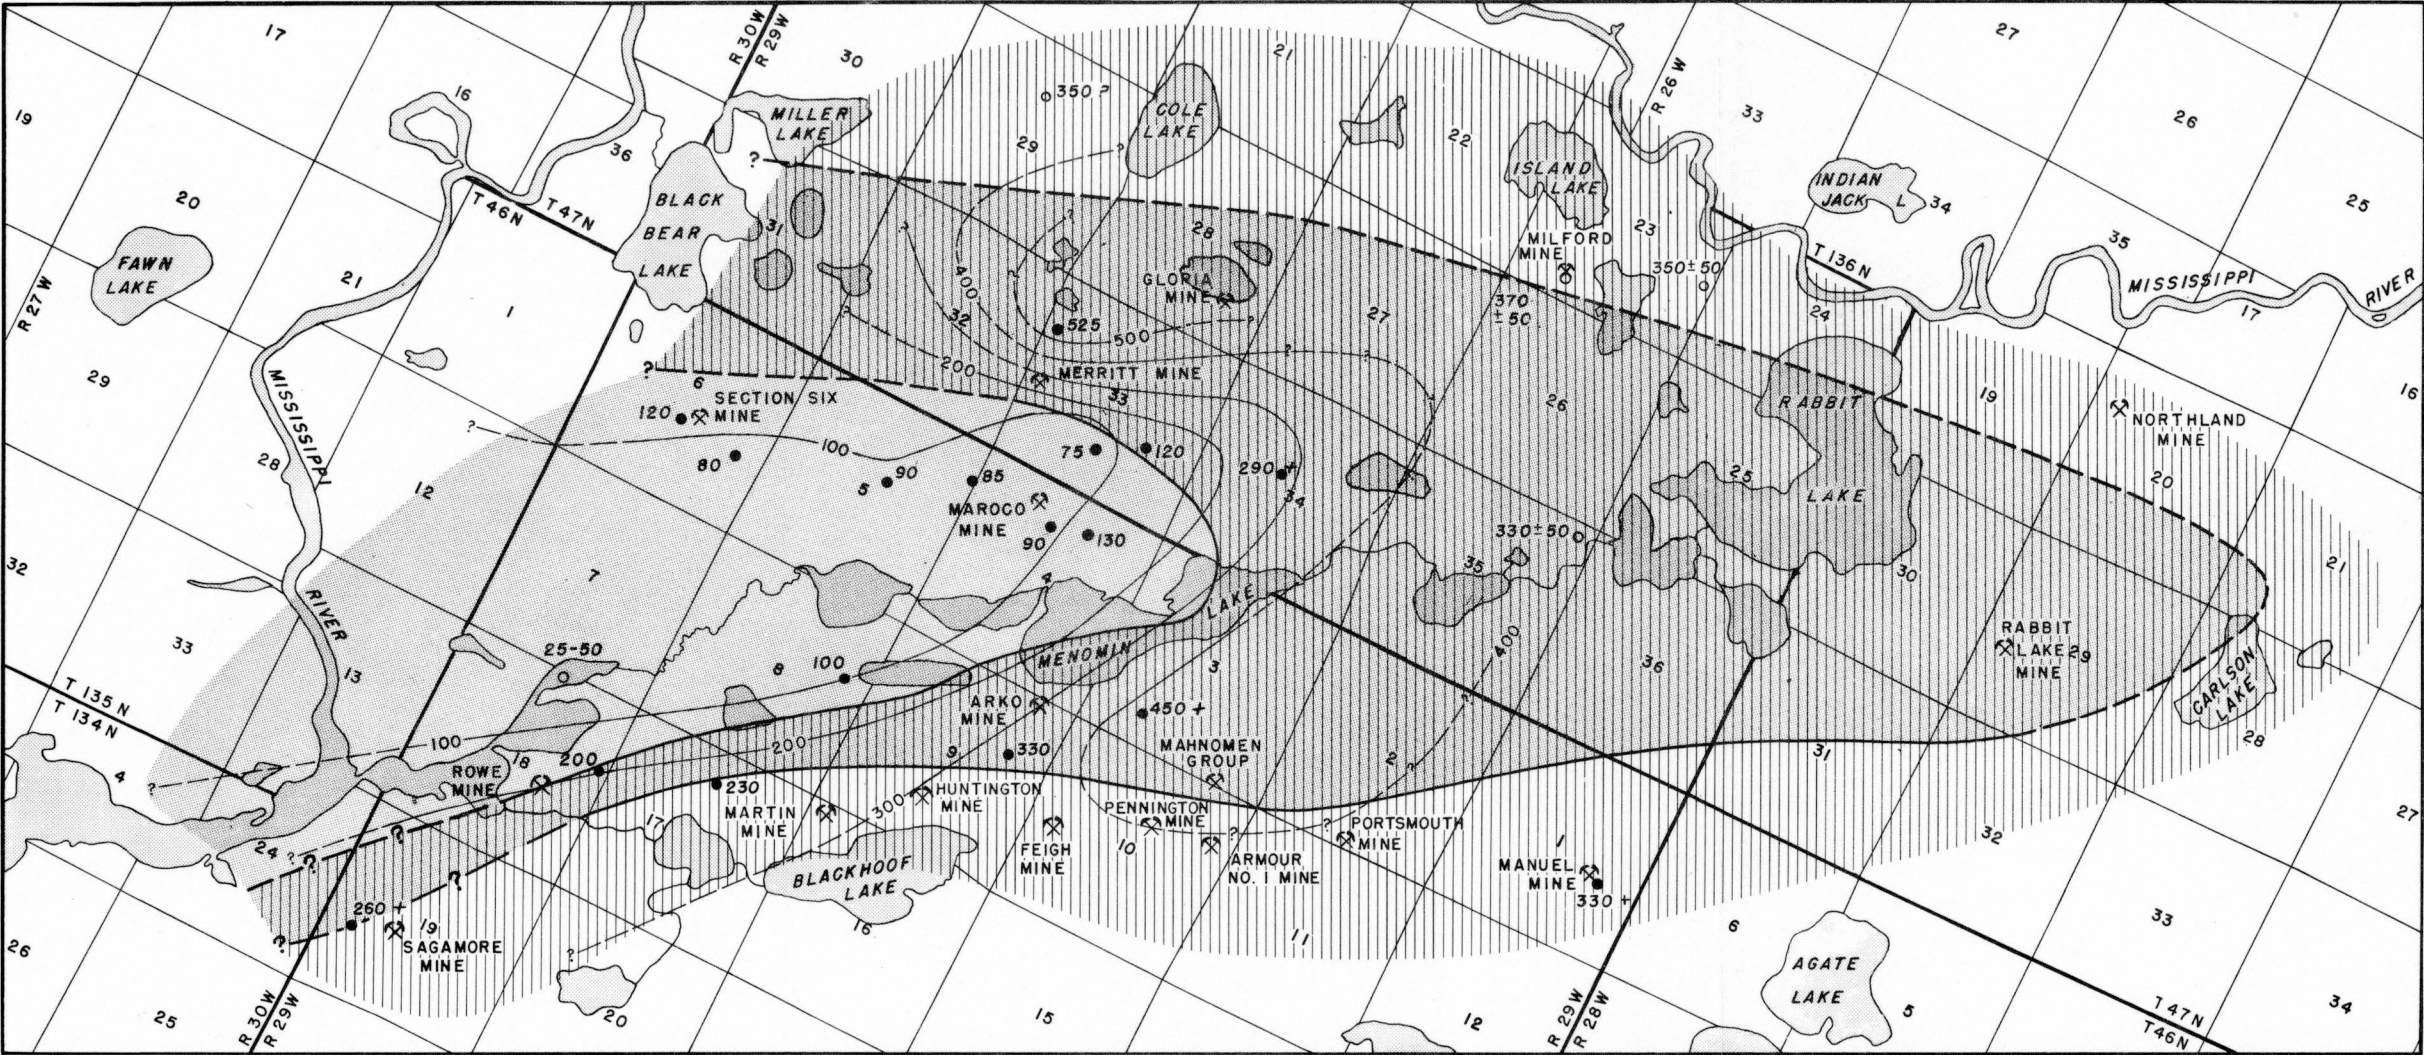 17
R 30W
R 29W
30
21
27
16
19
350 ?
COLE
LAKE
R 26 W
33
26
MILLER
LAKE
36
29
?
22
?
ISLAND
LAKE
INDIAN
JACK L
34
25
20
T 46 N
T 47 N
BLACK
BEAR
LAKE
31
?
?
28
23
35
FAWN
LAKE
21
R 27 W
400
?
GLORIA
MINE
MILFORD
MINE
350±50
T 136 N
MISSISSIPPI
RIVER
1
?
32
525
500
?
27
370
±50
24
17
29
MISSISSIPPI
?
200
MERRITT MINE
?
?
16
6
120
SECTION SIX
MINE
33
26
RABBIT
LAKE
19
NORTHLAND
MINE
?
100
75
120
28
80
12
5
90
85
290 +
34
25
20
MAROCO
MINE
90
130
330±50
32
7
4
35
30
21
RIVER
LAKE
400
33
13
25-50
8
100
MENOMIN
3
36
RABBIT
LAKE
MINE
29
CARLSON
LAKE
T 135 N
T 134 N
ARKO
MINE
450 +
?
100
200
9
330
MAHNOMEN
GROUP
2
?
31
28
4
?
ROWE
MINE
18
200
230
MARTIN
MINE
300
HUNTINGTON
MINE
PENNINGTON
MINE
?
?
PORTSMOUTH
MINE
27
24
?
?
?
17
10
1
32
?
BLACKHOOF
LAKE
FEIGH
MINE
ARMOUR
NO. 1 MINE
MANUEL
MINE
330 +
260 +
19
?
SAGAMORE
MINE
?
16
11
6
33
26
AGATE
LAKE
25
R 30W
R 29W
20
15
12
R 29W
R 28W
5
T 47N
T 46N
34